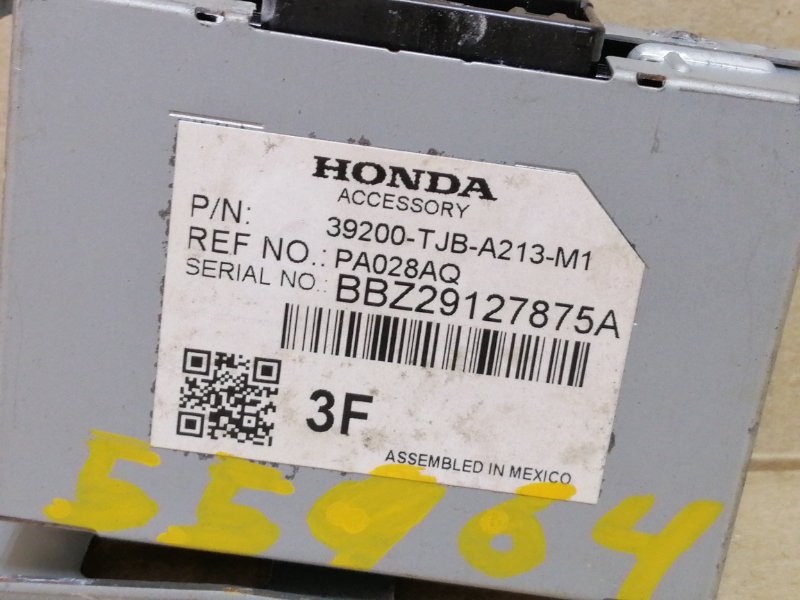 HONDA
ACCESSORY
P/N: 39200-TJB-A213-M1
REF NO.: PA028AQ
SERIAL NO.: BBZ29127875A
3F
ASSEMBLED IN MEXICO
55964